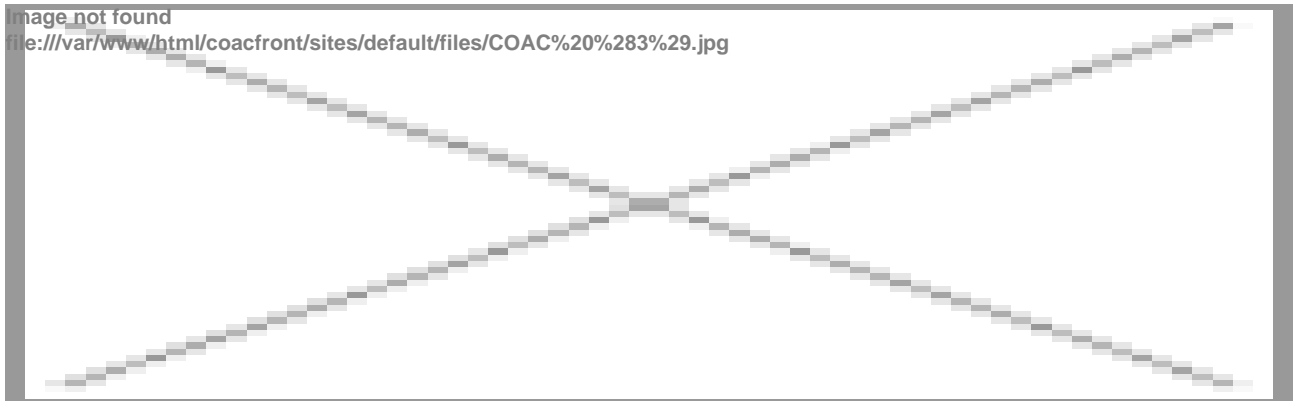 Image not found
file:///var/www/html/coacfront/sites/default/files/COAC%20%283%29.jpg